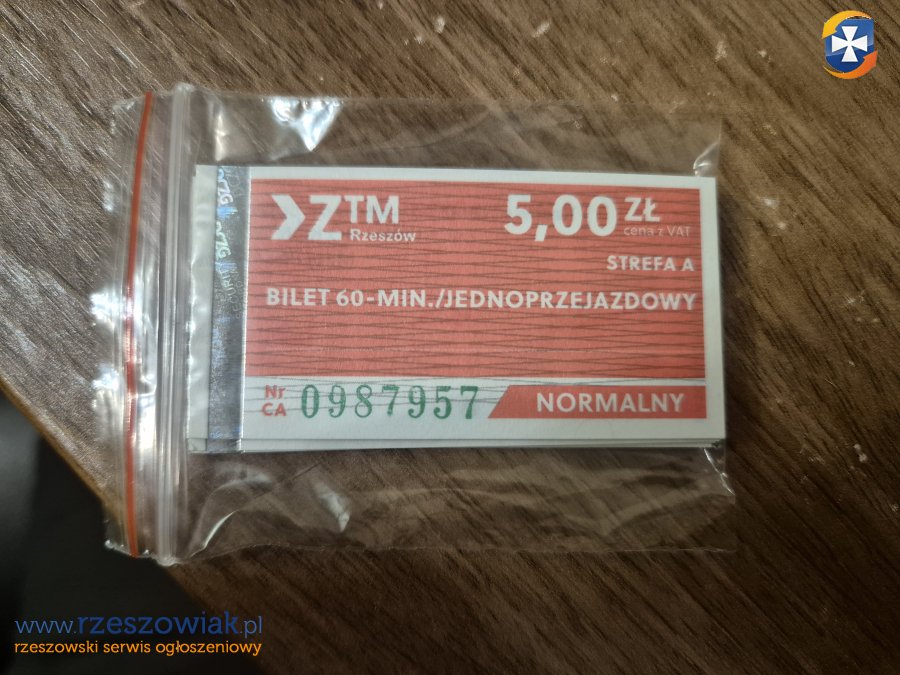 ZTM
Rzeszów
5,00 ZŁ
cena z VAT
STREFA A
BILET 60-MIN./JEDNOPRZEJAZDOWY
Nr
CA 0987957
NORMALNY
www.rzeszowiak.pl
rzeszowski serwis ogłoszeniowy